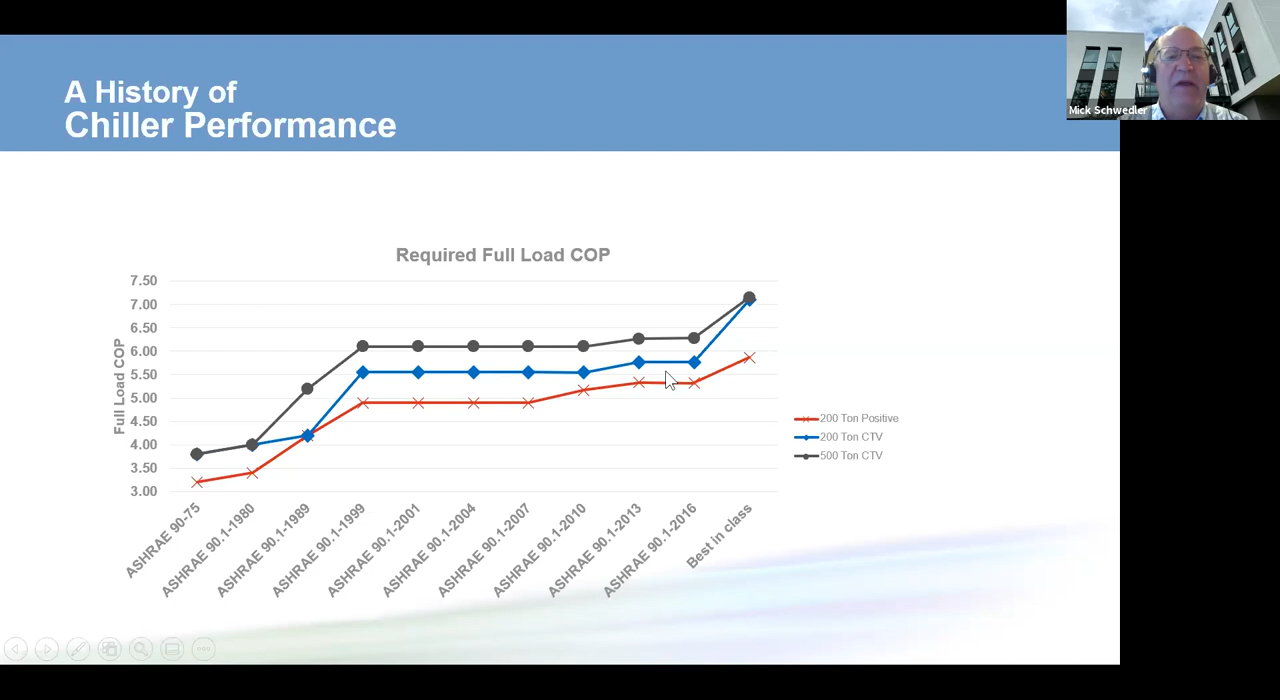 A History of
Chiller Performance
Mick Schwedler
Required Full Load COP
Full Load COP
7.50
7.00
6.50
6.00
5.50
5.00
4.50
4.00
3.50
3.00
ASHRAE 90-75
ASHRAE 90.1-1980
ASHRAE 90.1-1989
ASHRAE 90.1-1999
ASHRAE 90.1-2001
ASHRAE 90.1-2004
ASHRAE 90.1-2007
ASHRAE 90.1-2010
ASHRAE 90.1-2013
ASHRAE 90.1-2016
Best in class
200 Ton Positive
200 Ton CTV
500 Ton CTV